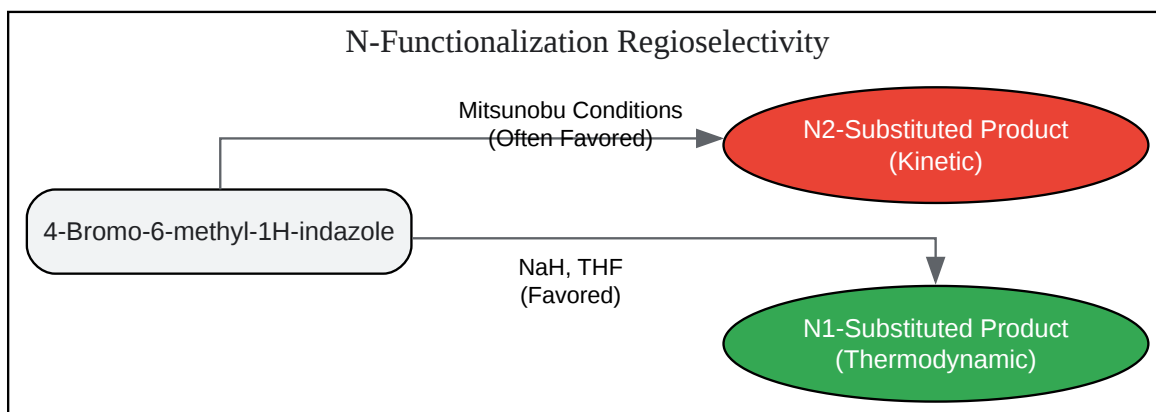 N-Functionalization Regioselectivity
Mitsunobu Conditions
(Often Favored)
N2-Substituted Product
(Kinetic)
4-Bromo-6-methyl-1H-indazole
NaH, THF
(Favored)
N1-Substituted Product
(Thermodynamic)